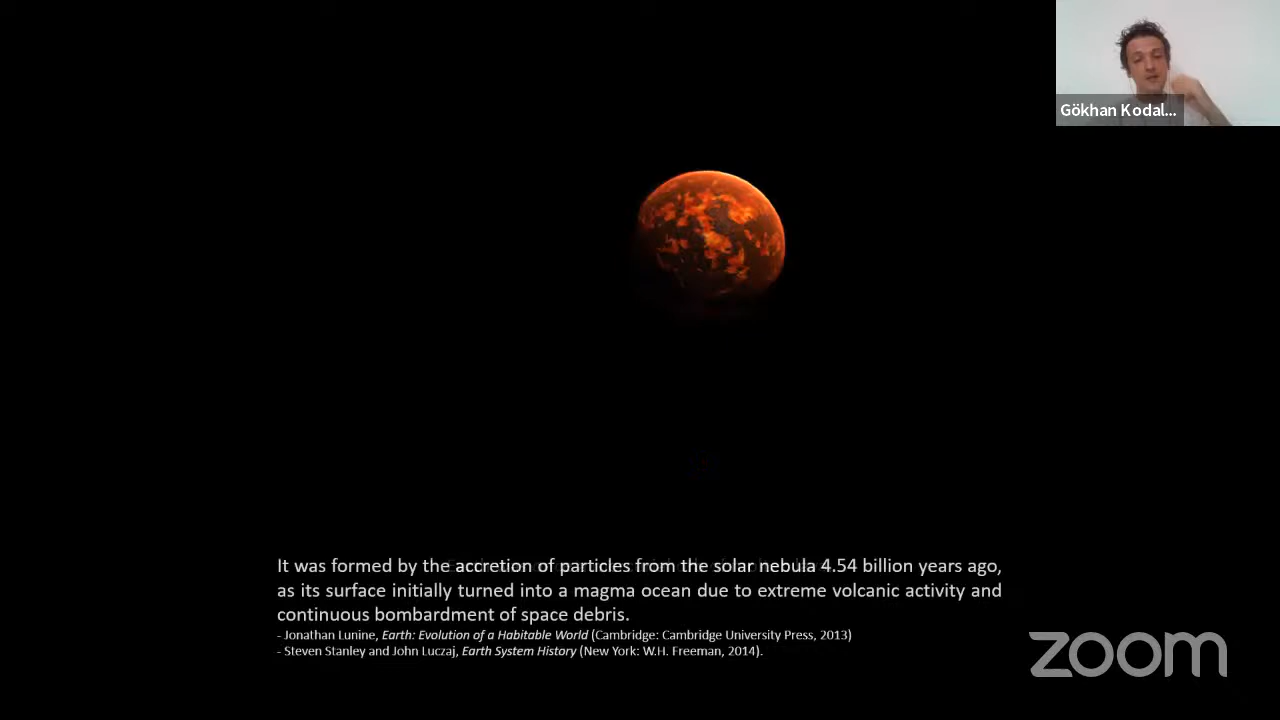 Gökhan Kodal...
It was formed by the accretion of particles from the solar nebula 4.54 billion years ago,
as its surface initially turned into a magma ocean due to extreme volcanic activity and
continuous bombardment of space debris.
- Jonathan Lunine, Earth: Evolution of a Habitable World (Cambridge: Cambridge University Press, 2013)
- Steven Stanley and John Luczaj, Earth System History (New York: W.H. Freeman, 2014).
zoom